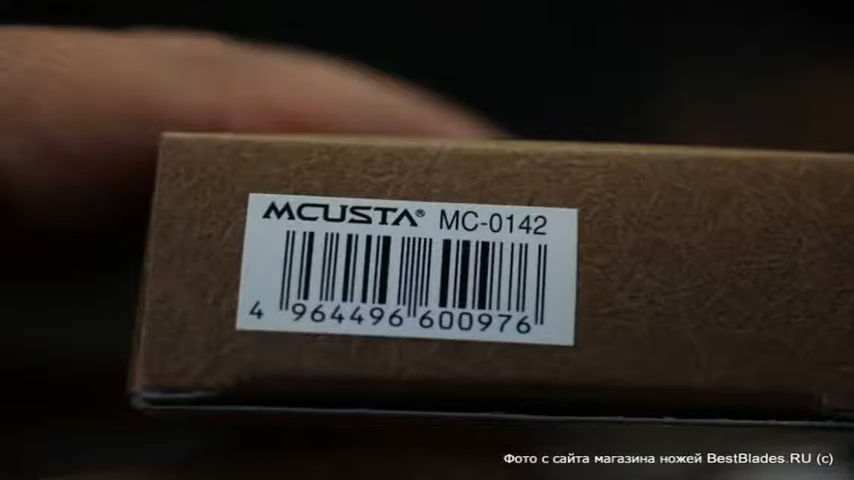 MCUSTA® MC-0142
4 964496 600976
Фото с сайта магазина ножей BestBlades.RU (c)